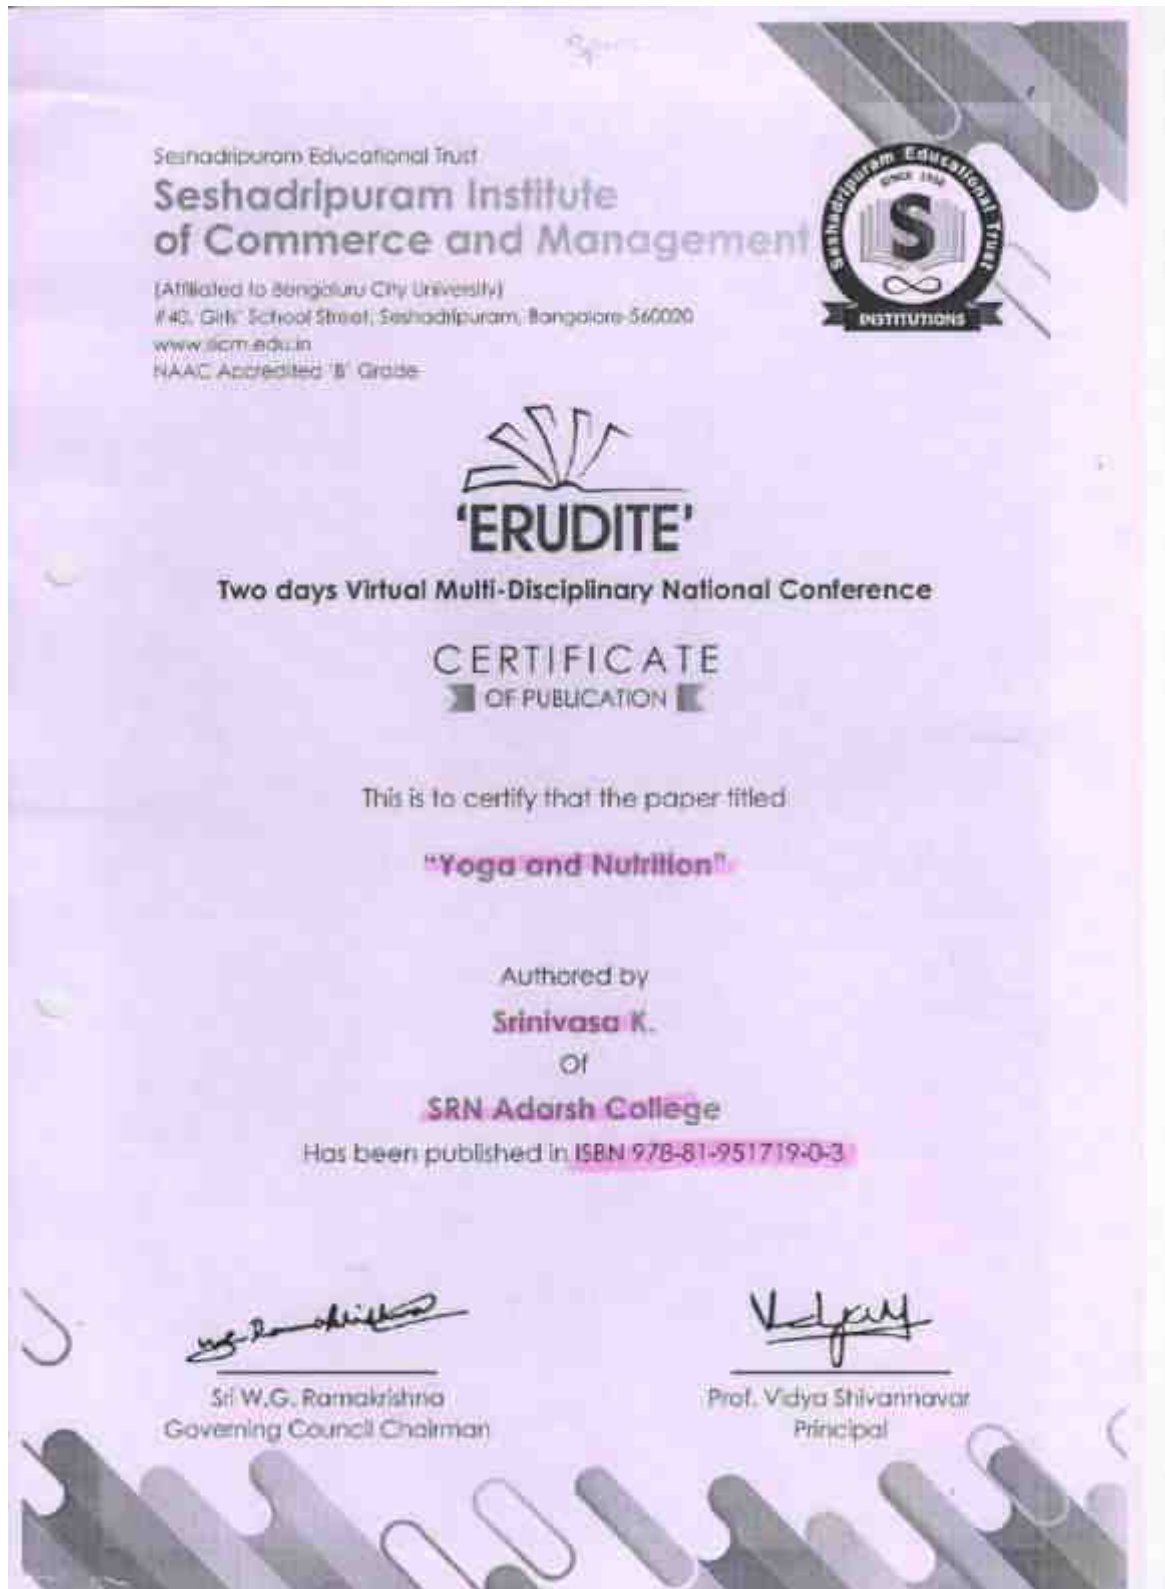 Seshadripuram Educational Trust
Seshadripuram Institute
of Commerce and Management
(Affiliated to Bengaluru City University)
# 40, Girls' School Street, Seshadripuram, Bangalore-560020
www.sicm.edu.in
NAAC Accredited 'B' Grade
Seshadripuram Educational Trust
SINCE 1930
S
INSTITUTIONS
'ERUDITE'
Two days Virtual Multi-Disciplinary National Conference
CERTIFICATE
OF PUBLICATION
This is to certify that the paper titled
"Yoga and Nutrition"
Authored by
Srinivasa K.
Of
SRN Adarsh College
Has been published in ISBN 978-81-951719-0-3
Sri W.G. Ramakrishna
Governing Council Chairman
Prof. Vidya Shivannavar
Principal